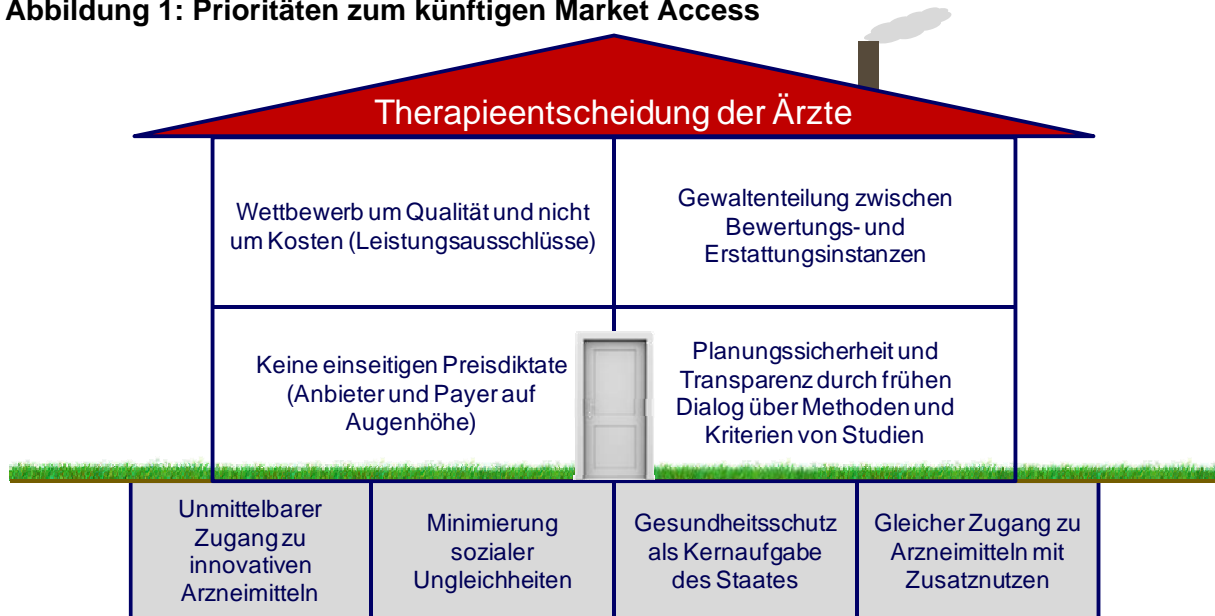 Abbildung 1: Prioritäten zum künftigen Market Access
Therapieentscheidung der Ärzte
Wettbewerb um Qualität und nicht
um Kosten (Leistungsausschlüsse)
Gewaltenteilung zwischen
Bewertungs- und
Erstattungsinstanzen
Keine einseitigen Preisdiktate
(Anbieter und Payer auf
Augenhöhe)
Planungssicherheit und
Transparenz durch frühen
Dialog über Methoden und
Kriterien von Studien
Unmittelbarer
Zugang zu
innovativen
Arzneimitteln
Minimierung
sozialer
Ungleichheiten
Gesundheitsschutz
als Kernaufgabe
des Staates
Gleicher Zugang zu
Arzneimitteln mit
Zusatznutzen